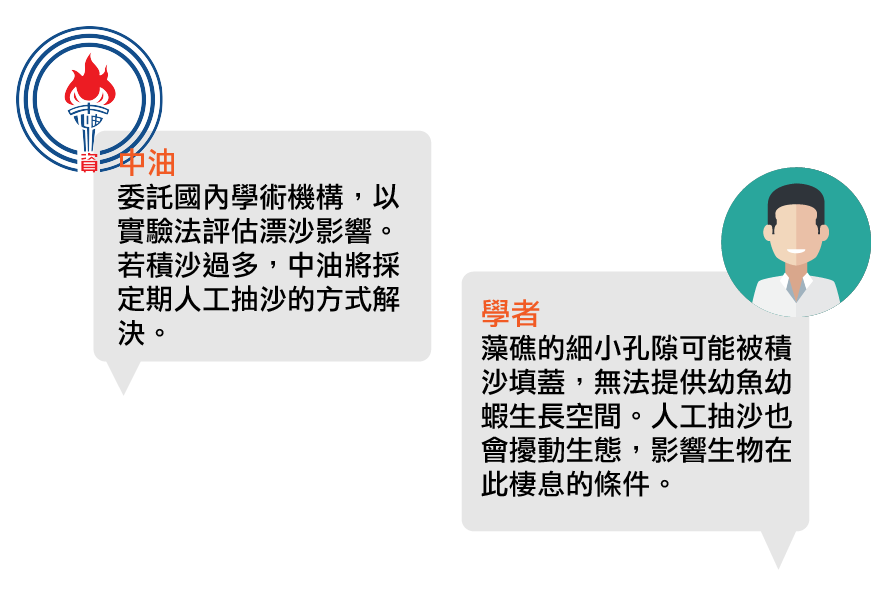 中油
資
中油
委託國內學術機構，以
實驗法評估漂沙影響。
若積沙過多，中油將採
定期人工抽沙的方式解
決。
學者
藻礁的細小孔隙可能被積
沙填蓋，無法提供幼魚幼
蝦生長空間。人工抽沙也
會擾動生態，影響生物在
此棲息的條件。